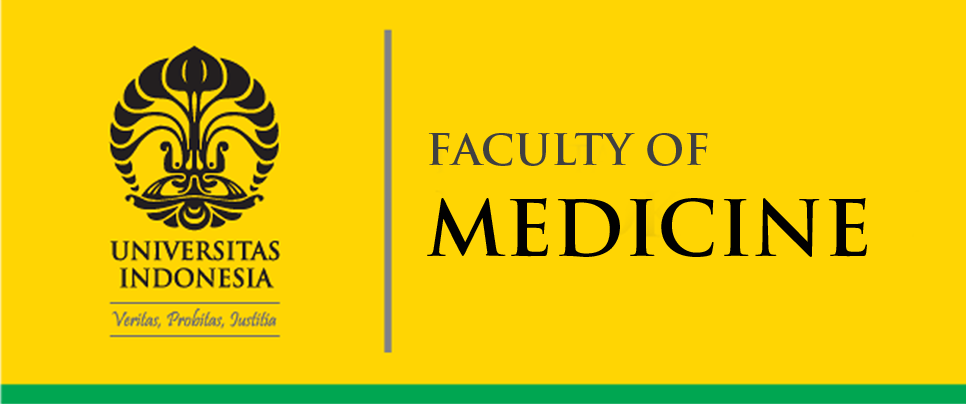 UNIVERSITAS
INDONESIA
Veritas, Probitas, Iustitia
FACULTY OF
MEDICINE